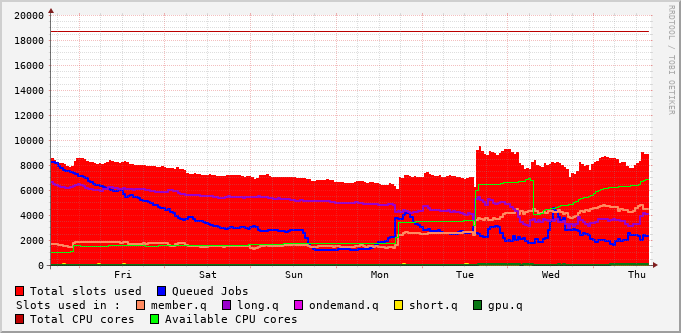 20000
18000
16000
14000
12000
10000
8000
6000
4000
2000
0
Fri Sat Sun Mon Tue Wed Thu
RRDTOOL / TOBI OETIKER
Total slots used Queued Jobs
Slots used in : member.q long.q ondemand.q short.q gpu.q
Total CPU cores Available CPU cores